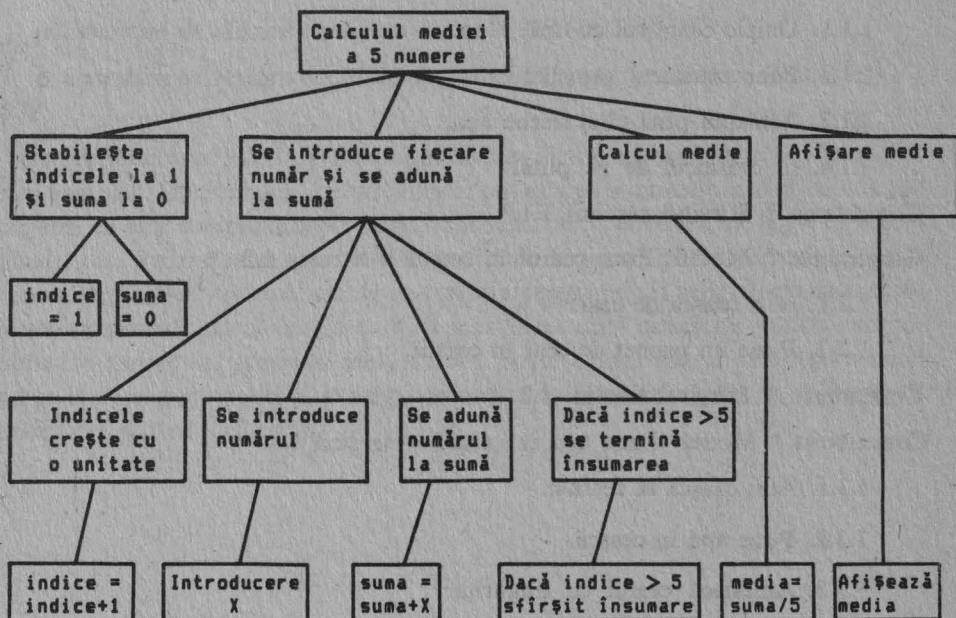 Calculul mediei
a 5 numere
Stabilește
indicele la 1
și suma la 0
Se introduce fiecare
număr și se adună
la sumă
Calcul medie
Afișare medie
indice
= 1
suma
= 0
Indicele
crește cu
o unitate
Se introduce
numărul
Se adună
numărul
la sumă
Dacă indice > 5
se termină
însumarea
indice =
indice+1
Introducere
X
suma =
suma+X
Dacă indice > 5
sfîrșit însumare
media=
suma/5
Afișează
media